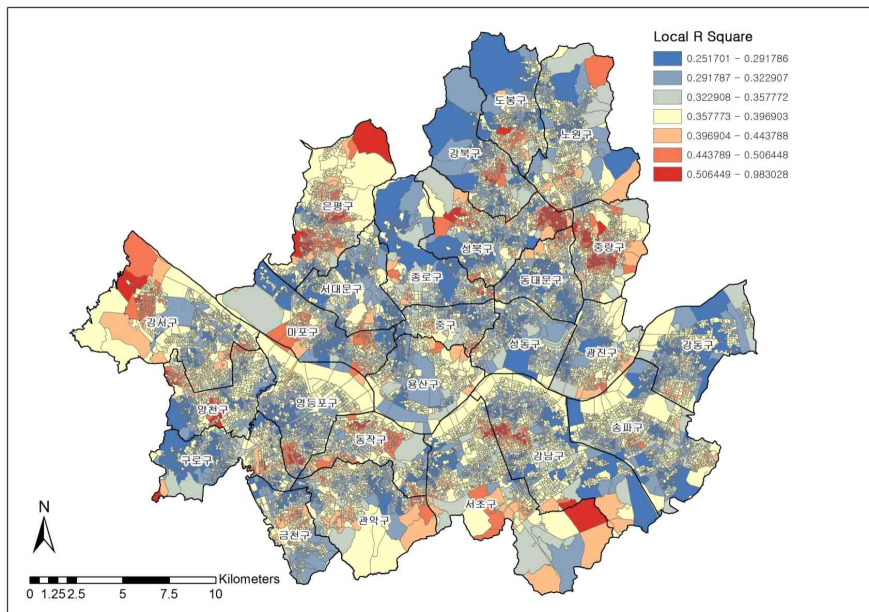 Local R Square
0.251701 - 0.291786
0.291787 - 0.322907
0.322908 - 0.357772
0.357773 - 0.396903
0.396904 - 0.443788
0.443789 - 0.506448
0.506449 - 0.983028
도봉구
노원구
강북구
은평구
성북구
중랑구
종로구
동대문구
서대문구
강서구
마포구
중구
성동구
광진구
강동구
용산구
양천구
영등포구
송파구
동작구
강남구
구로구
서초구
관악구
금천구
N
Kilometers
0 1.25 2.5 5 7.5 10